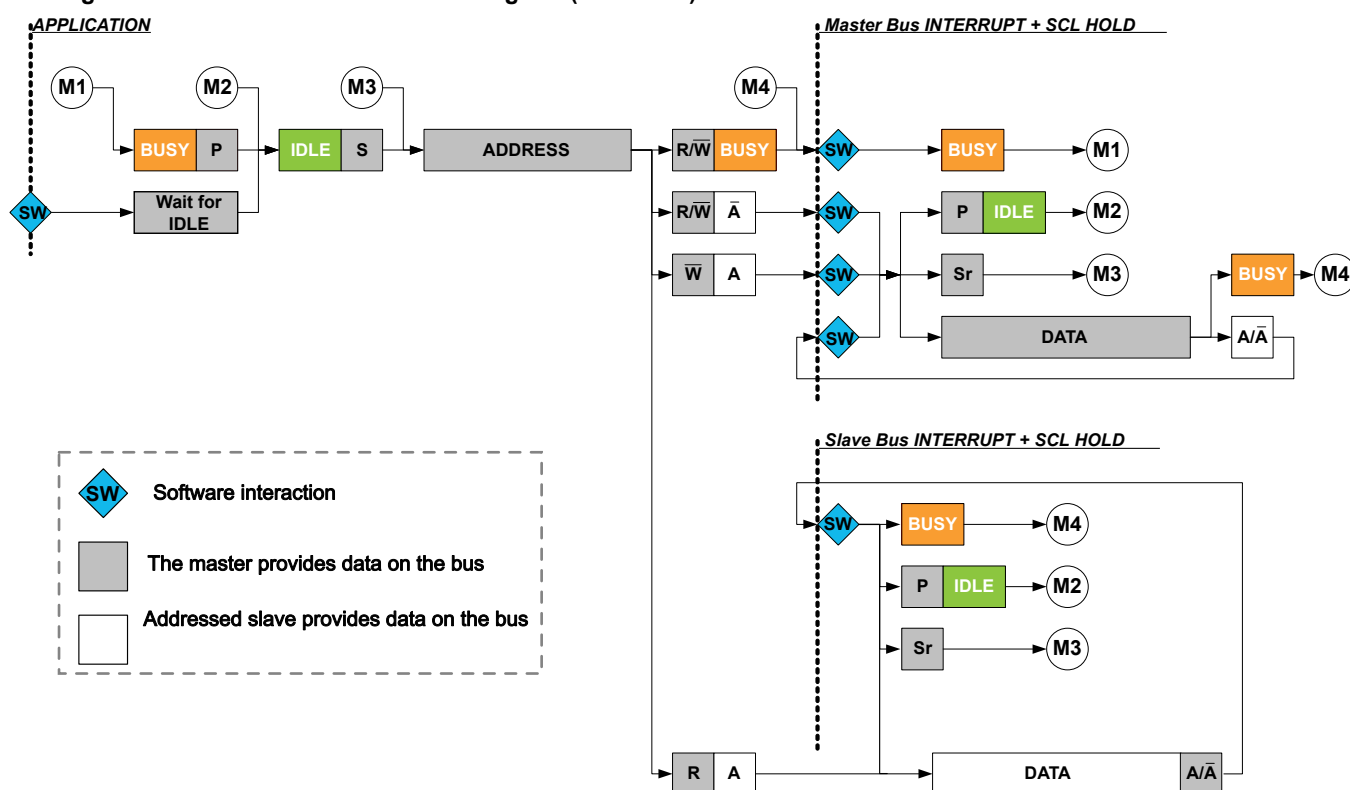 APPLICATION
Master Bus INTERRUPT + SCL HOLD
M1
M2
M3
M4
BUSY P
IDLE S
ADDRESS
R/W̅ BUSY
SW
BUSY
M1
Wait for
IDLE
SW
R/W̅ A̅
SW
P IDLE
M2
W̅ A
SW
Sr
M3
BUSY
M4
SW
DATA
A/A̅
Slave Bus INTERRUPT + SCL HOLD
SW
Software interaction
The master provides data on the bus
Addressed slave provides data on the bus
SW
BUSY
M4
P IDLE
M2
Sr
M3
R A
DATA
A/A̅